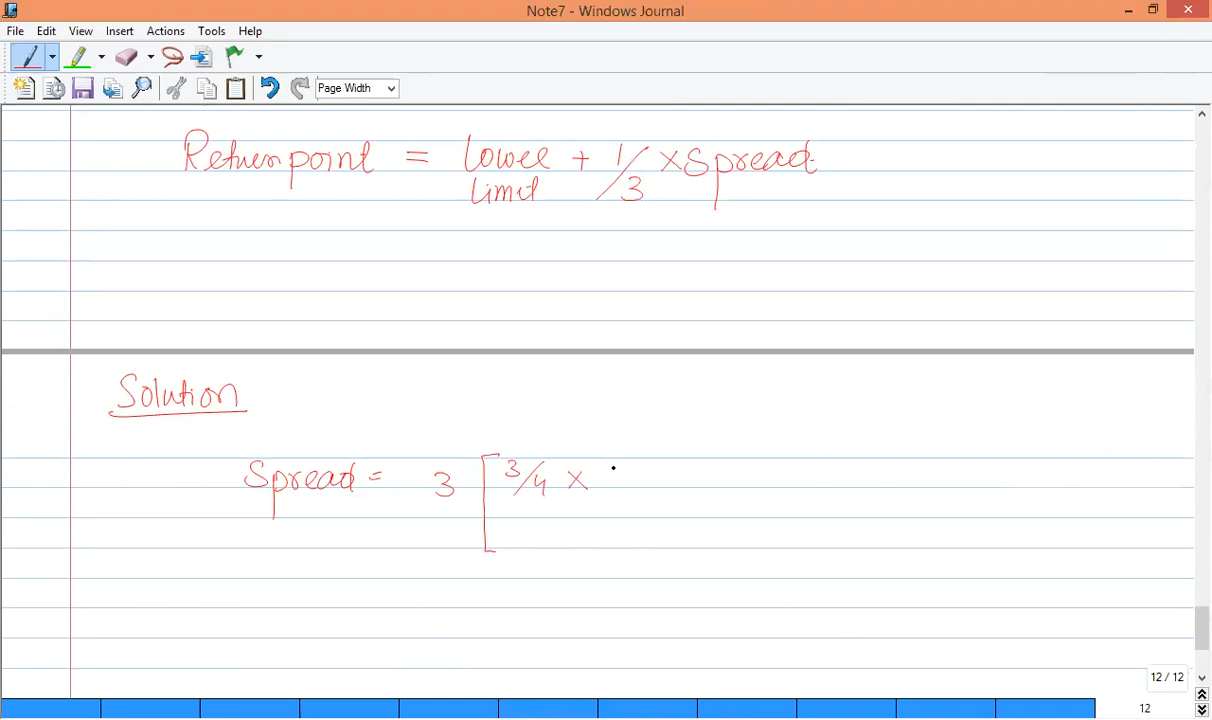 Note7 - Windows Journal
File Edit View Insert Actions Tools Help
Page Width
Return point = lower + 1/3 x Spread
limit
Solution
Spread = 3 [ 3/4 x
12 / 12
12